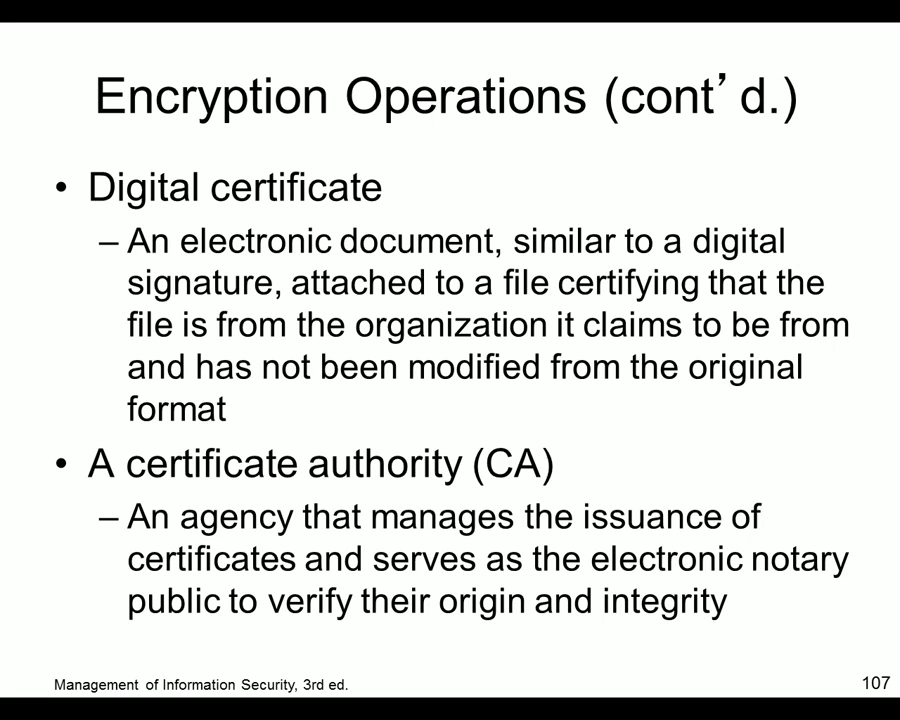 Encryption Operations (cont’d.)
• Digital certificate
– An electronic document, similar to a digital
signature, attached to a file certifying that the
file is from the organization it claims to be from
and has not been modified from the original
format
• A certificate authority (CA)
– An agency that manages the issuance of
certificates and serves as the electronic notary
public to verify their origin and integrity
Management of Information Security, 3rd ed.
107